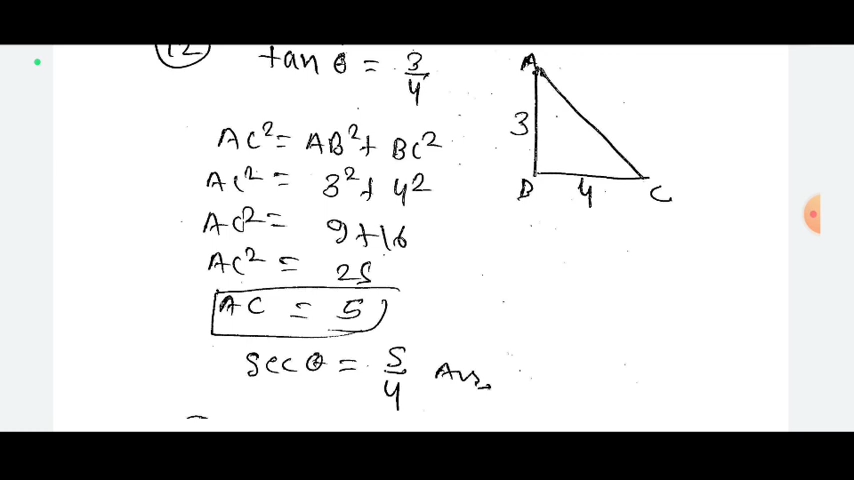 12
tan θ = 3/4
AC² = AB² + BC²
AC² = 3² + 4²
AC² = 9 + 16
AC² = 25
AC = 5
Sec θ = 5/4 Ans.
A
3
B
4
C